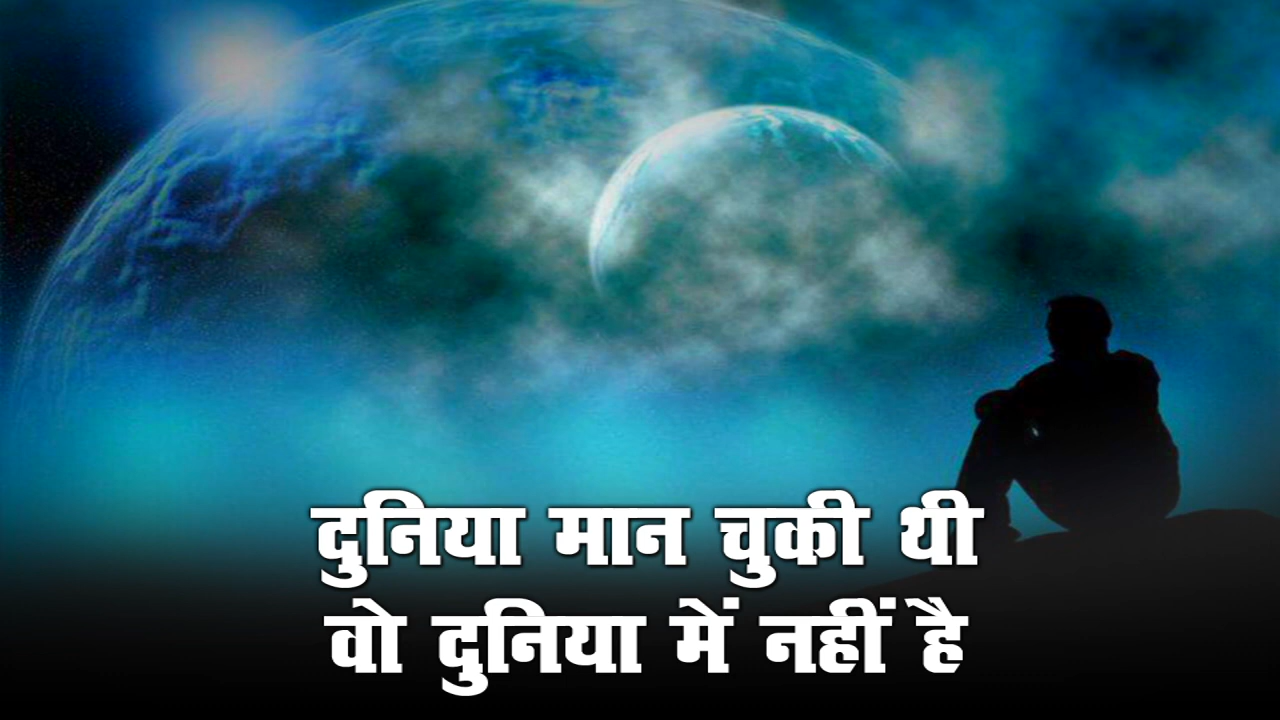 दुनिया मान चुकी थी
वो दुनिया में नहीं है